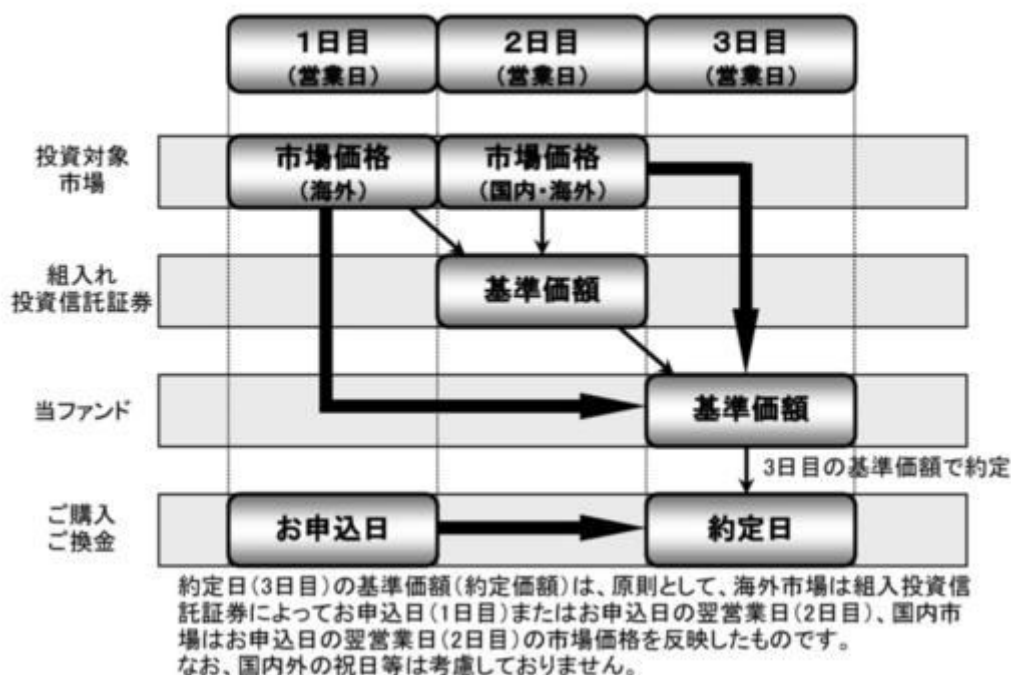 1日目
(営業日)
2日目
(営業日)
3日目
(営業日)
投資対象
市場
市場価格
(海外)
市場価格
(国内・海外)
組入れ
投資信託証券
基準価額
当ファンド
基準価額
3日目の基準価額で約定
ご購入
ご換金
お申込日
約定日
約定日(3日目)の基準価額(約定価額)は、原則として、海外市場は組入投資信
託証券によってお申込日(1日目)またはお申込日の翌営業日(2日目)、国内市
場はお申込日の翌営業日(2日目)の市場価格を反映したものです。
なお、国内外の祝日等は考慮しておりません。